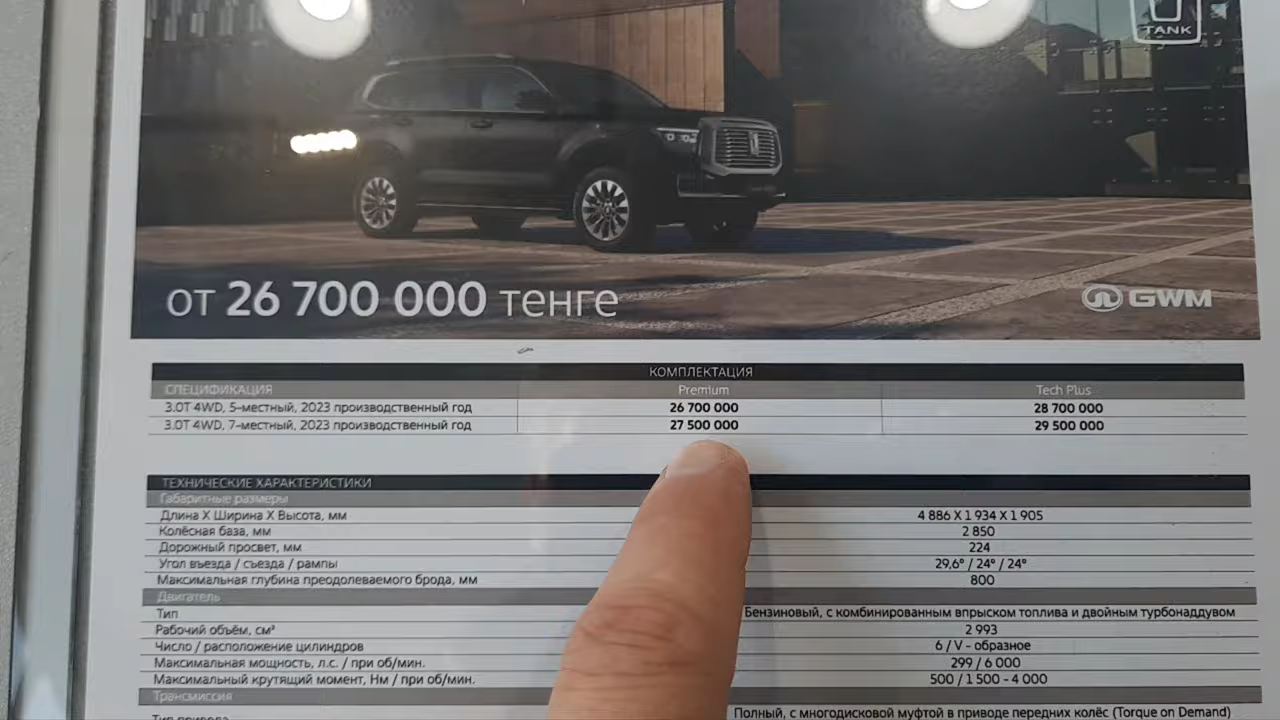 TANK
от 26 700 000 тенге
GWM
КОМПЛЕКТАЦИЯ
СПЕЦИФИКАЦИЯ Premium Tech Plus
3.0T 4WD, 5-местный, 2023 производственный год 26 700 000 28 700 000
3.0T 4WD, 7-местный, 2023 производственный год 27 500 000 29 500 000
ТЕХНИЧЕСКИЕ ХАРАКТЕРИСТИКИ
Габаритные размеры
Длина Х Ширина Х Высота, мм 4 886 X 1 934 X 1 905
Колёсная база, мм 2 850
Дорожный просвет, мм 224
Угол въезда / съезда / рампы 29,6° / 24° / 24°
Максимальная глубина преодолеваемого брода, мм 800
Двигатель
Тип Бензиновый, с комбинированным впрыском топлива и двойным турбонаддувом
Рабочий объём, см³ 2 993
Число / расположение цилиндров 6 / V - образное
Максимальная мощность, л.с. / при об/мин. 299 / 6 000
Максимальный крутящий момент, Нм / при об/мин. 500 / 1 500 - 4 000
Трансмиссия
Тип привода Полный, с многодисковой муфтой в приводе передних колёс (Torque on Demand)